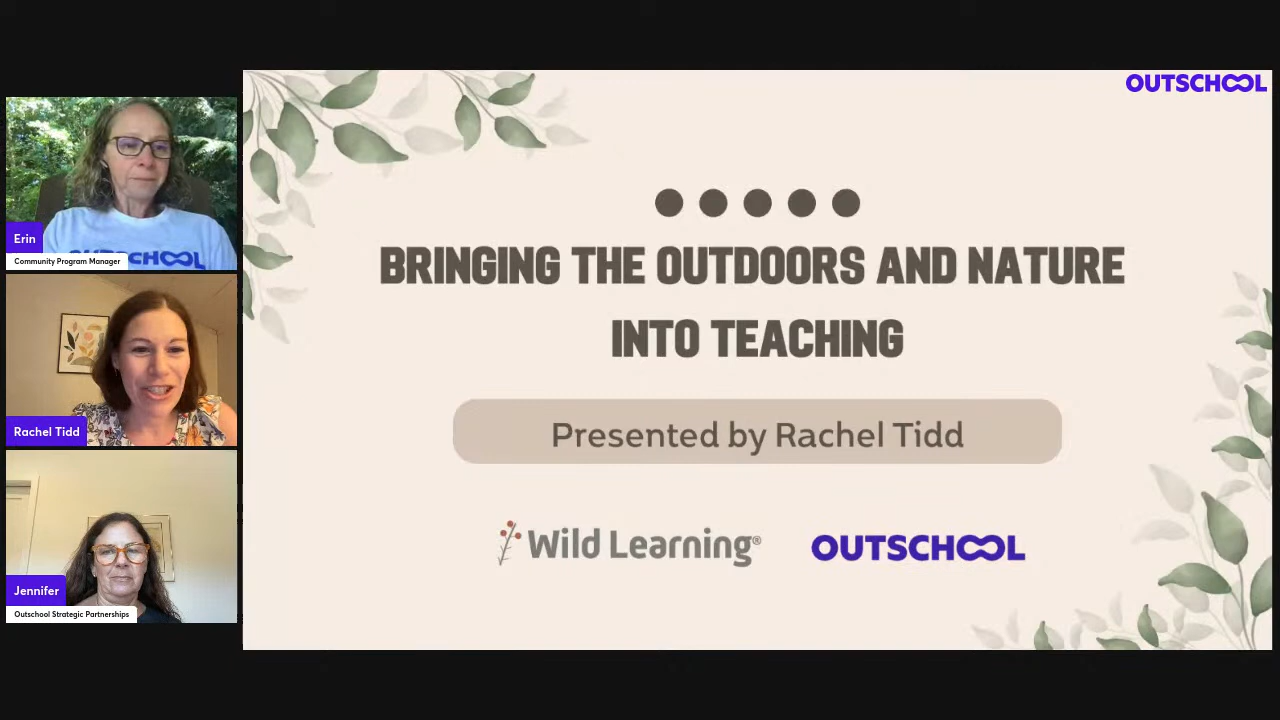 OUTSCHOOL
Erin
Community Program Manager
OUTSCHOOL
Rachel Tidd
Jennifer
Outschool Strategic Partnerships
BRINGING THE OUTDOORS AND NATURE
INTO TEACHING
Presented by Rachel Tidd
Wild Learning®
OUTSCHOOL